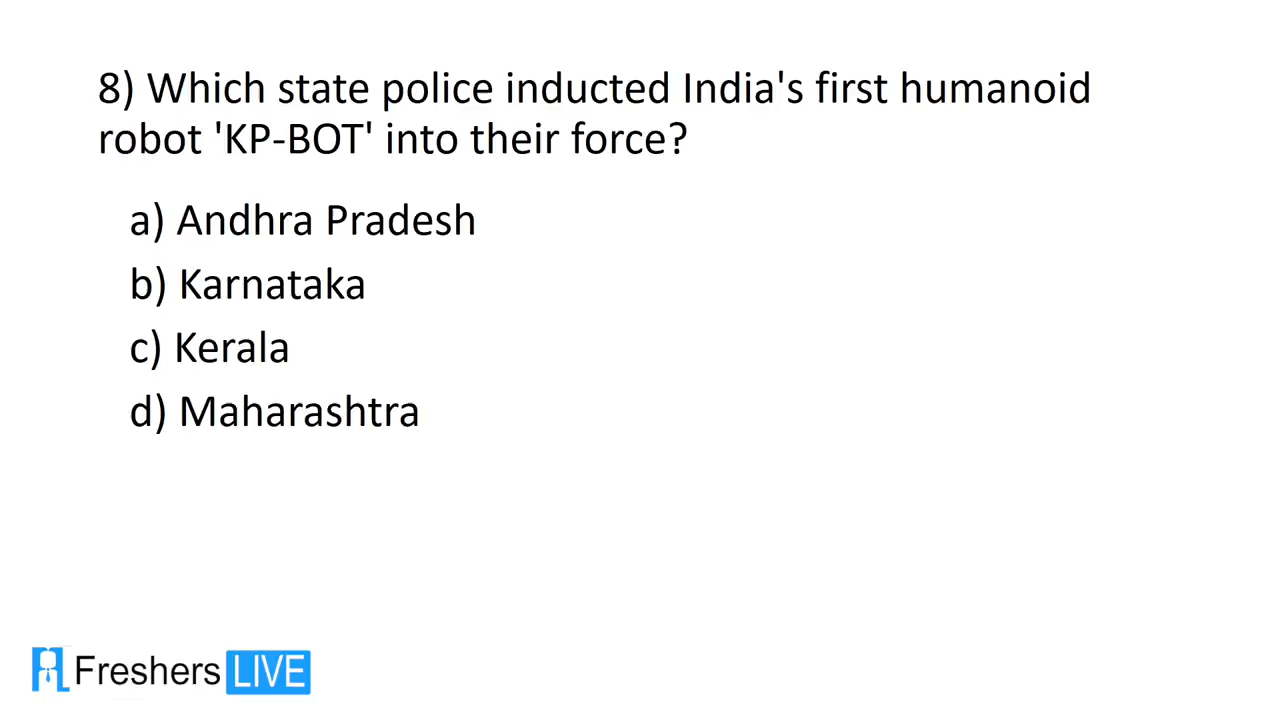 8) Which state police inducted India's first humanoid
robot 'KP-BOT' into their force?
a) Andhra Pradesh
b) Karnataka
c) Kerala
d) Maharashtra
Freshers LIVE